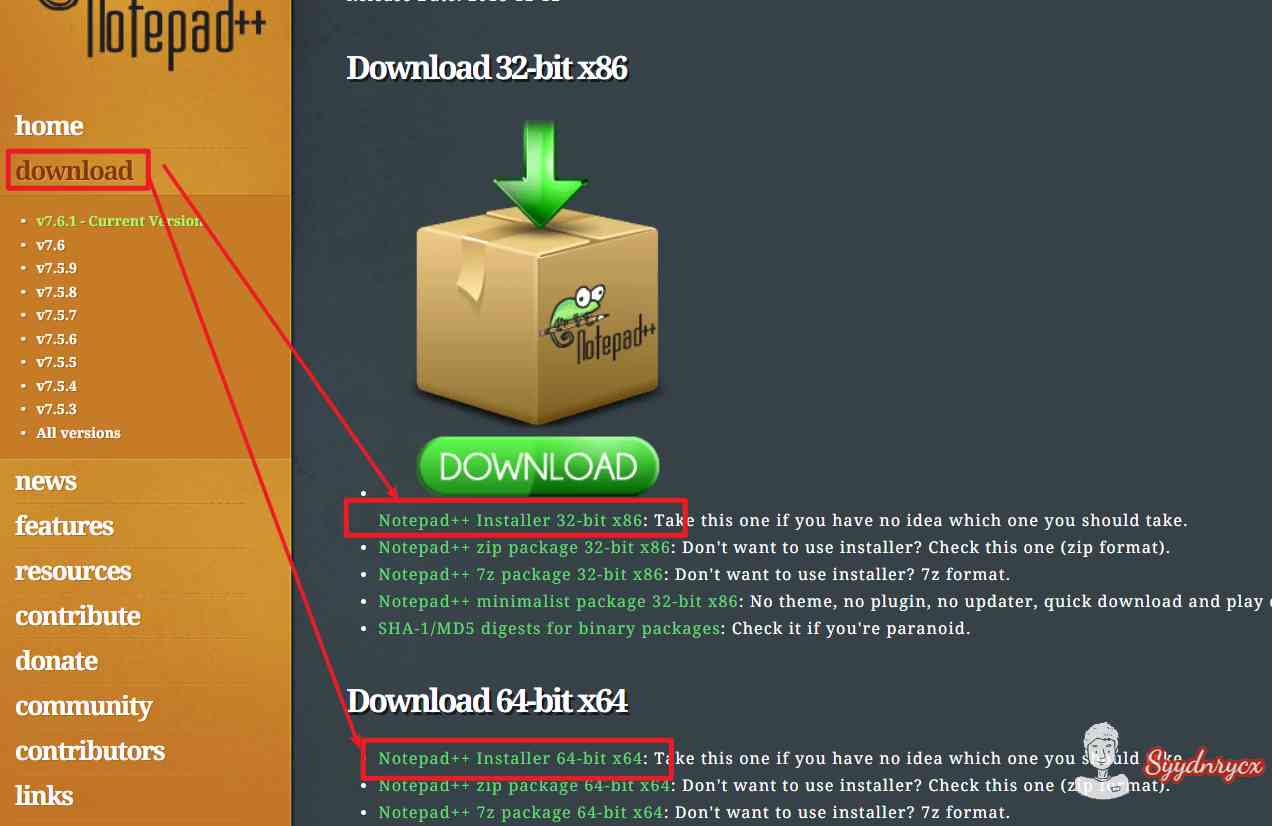 Notepad++
home
download
v7.6.1 - Current Version
v7.6
v7.5.9
v7.5.8
v7.5.7
v7.5.6
v7.5.5
v7.5.4
v7.5.3
All versions
news
features
resources
contribute
donate
community
contributors
links
Download 32-bit x86
Notepad++
DOWNLOAD
Notepad++ Installer 32-bit x86: Take this one if you have no idea which one you should take.
Notepad++ zip package 32-bit x86: Don't want to use installer? Check this one (zip format).
Notepad++ 7z package 32-bit x86: Don't want to use installer? 7z format.
Notepad++ minimalist package 32-bit x86: No theme, no plugin, no updater, quick download and play
SHA-1/MD5 digests for binary packages: Check it if you're paranoid.
Download 64-bit x64
Notepad++ Installer 64-bit x64: Take this one if you have no idea which one you should take.
Notepad++ zip package 64-bit x64: Don't want to use installer? Check this one (zip format).
Notepad++ 7z package 64-bit x64: Don't want to use installer? 7z format.
Syydnrycx